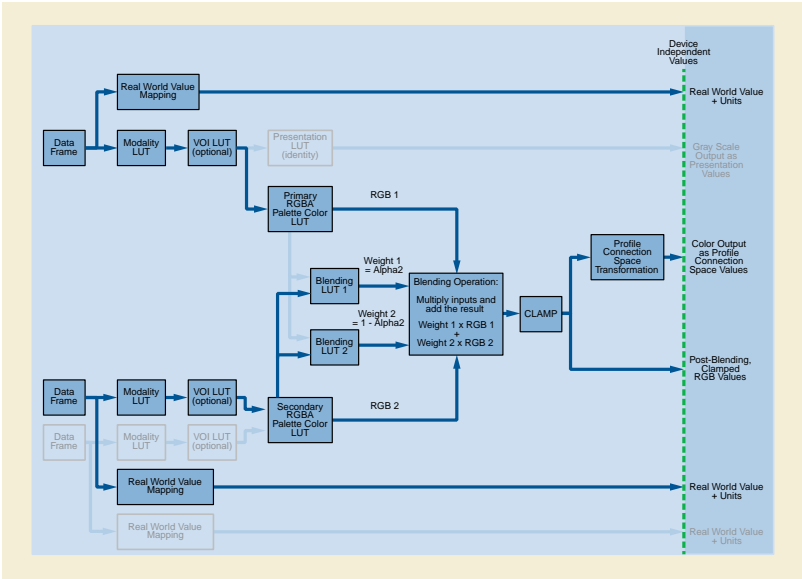 Device
Independent
Values
Real World Value
Mapping
Real World Value
+ Units
Data
Frame
Modality
LUT
VOI LUT
(optional)
Presentation
LUT
(identity)
Gray Scale
Output as
Presentation
Values
Primary
RGBA
Palette Color
LUT
RGB 1
Weight 1
= Alpha2
Blending
LUT 1
Blending Operation:
Multiply inputs and
add the result
Weight 1 x RGB 1
+
Weight 2 x RGB 2
Profile
Connection
Space
Transformation
Color Output
as Profile
Connection
Space Values
CLAMP
Weight 2
= 1 - Alpha2
Blending
LUT 2
Post-Blending,
Clamped
RGB Values
Data
Frame
Modality
LUT
VOI LUT
(optional)
Secondary
RGBA
Palette Color
LUT
RGB 2
Data
Frame
Modality
LUT
VOI LUT
(optional)
Real World Value
Mapping
Real World Value
+ Units
Real World Value
Mapping
Real World Value
+ Units